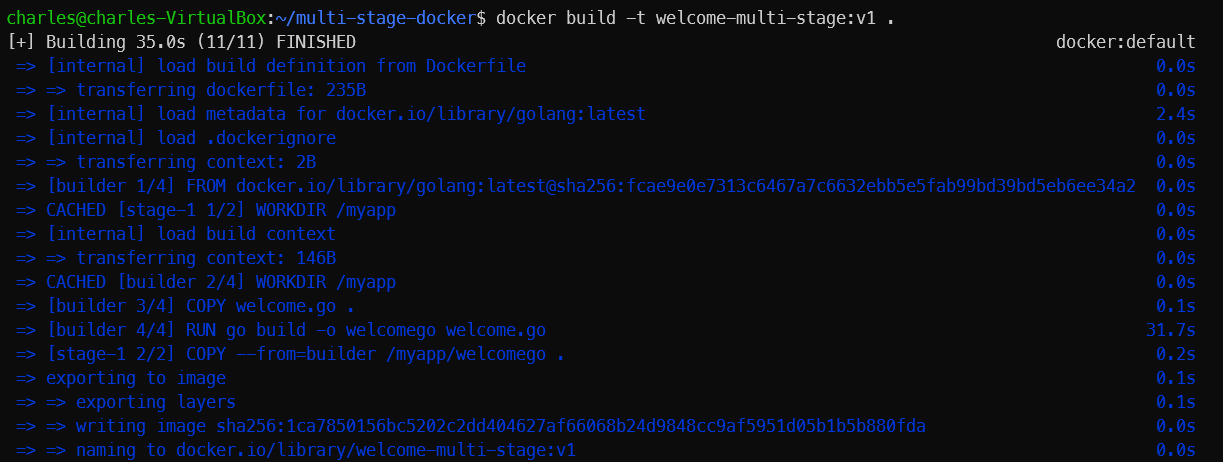 charles@charles-VirtualBox:~/multi-stage-docker$ docker build -t welcome-multi-stage:v1 .
[+] Building 35.0s (11/11) FINISHED docker:default
=> [internal] load build definition from Dockerfile 0.0s
=> => transferring dockerfile: 235B 0.0s
=> [internal] load metadata for docker.io/library/golang:latest 2.4s
=> [internal] load .dockerignore 0.0s
=> => transferring context: 2B 0.0s
=> [builder 1/4] FROM docker.io/library/golang:latest@sha256:fcae9e0e7313c6467a7c6632ebb5e5fab99bd39bd5eb6ee34a2 0.0s
=> CACHED [stage-1 1/2] WORKDIR /myapp 0.0s
=> [internal] load build context 0.0s
=> => transferring context: 146B 0.0s
=> CACHED [builder 2/4] WORKDIR /myapp 0.0s
=> [builder 3/4] COPY welcome.go . 0.1s
=> [builder 4/4] RUN go build -o welcomego welcome.go 31.7s
=> [stage-1 2/2] COPY --from=builder /myapp/welcomego . 0.2s
=> exporting to image 0.1s
=> => exporting layers 0.1s
=> => writing image sha256:1ca7850156bc5202c2dd404627af66068b24d9848cc9af5951d05b1b5b880fda 0.0s
=> => naming to docker.io/library/welcome-multi-stage:v1 0.0s